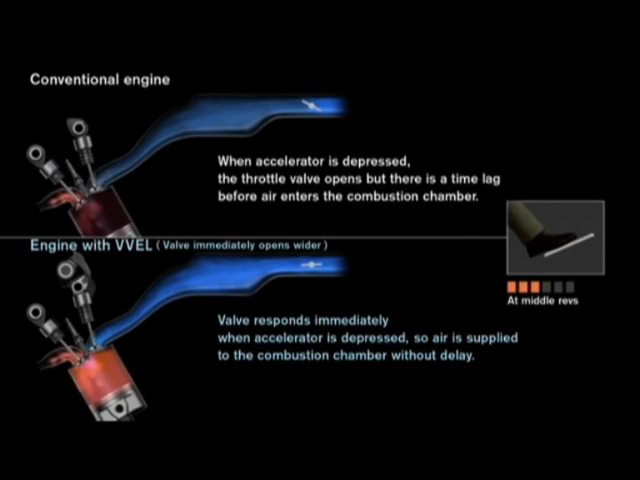 Conventional engine
When accelerator is depressed,
the throttle valve opens but there is a time lag
before air enters the combustion chamber.
Engine with VVEL ( Valve immediately opens wider )
At middle revs
Valve responds immediately
when accelerator is depressed, so air is supplied
to the combustion chamber without delay.